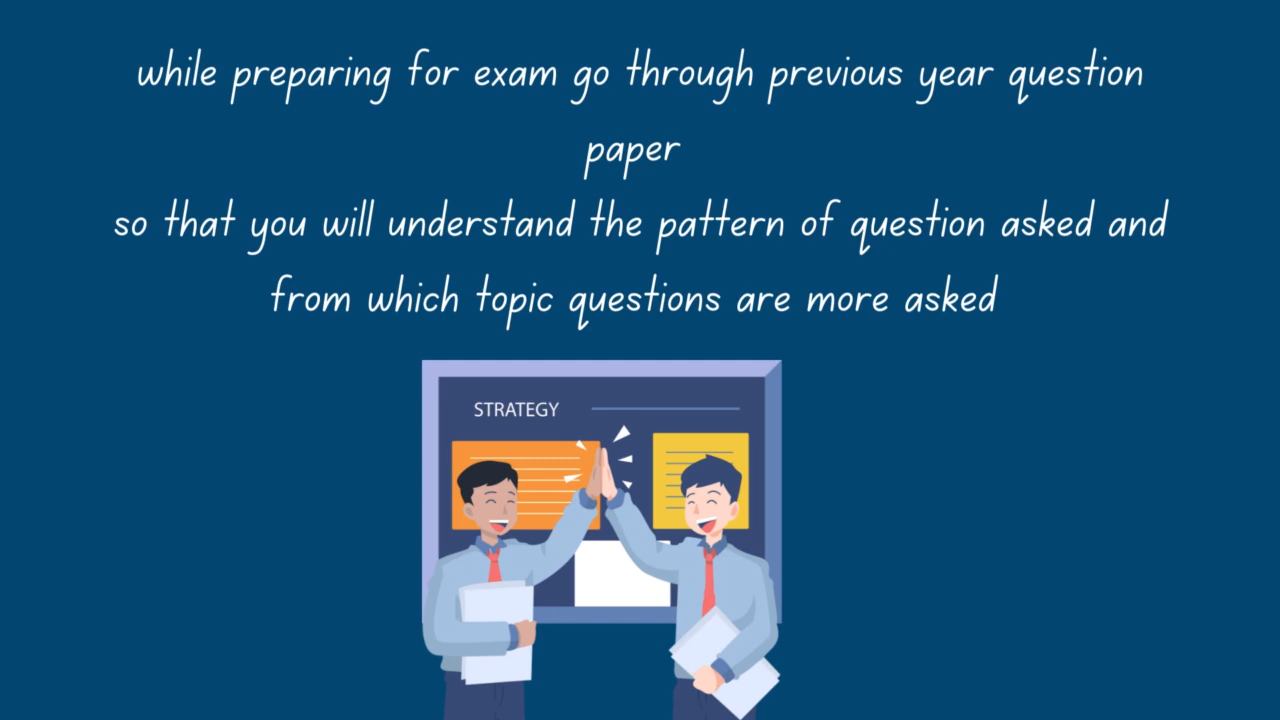 while preparing for exam go through previous year question
paper
so that you will understand the pattern of question asked and
from which topic questions are more asked
STRATEGY